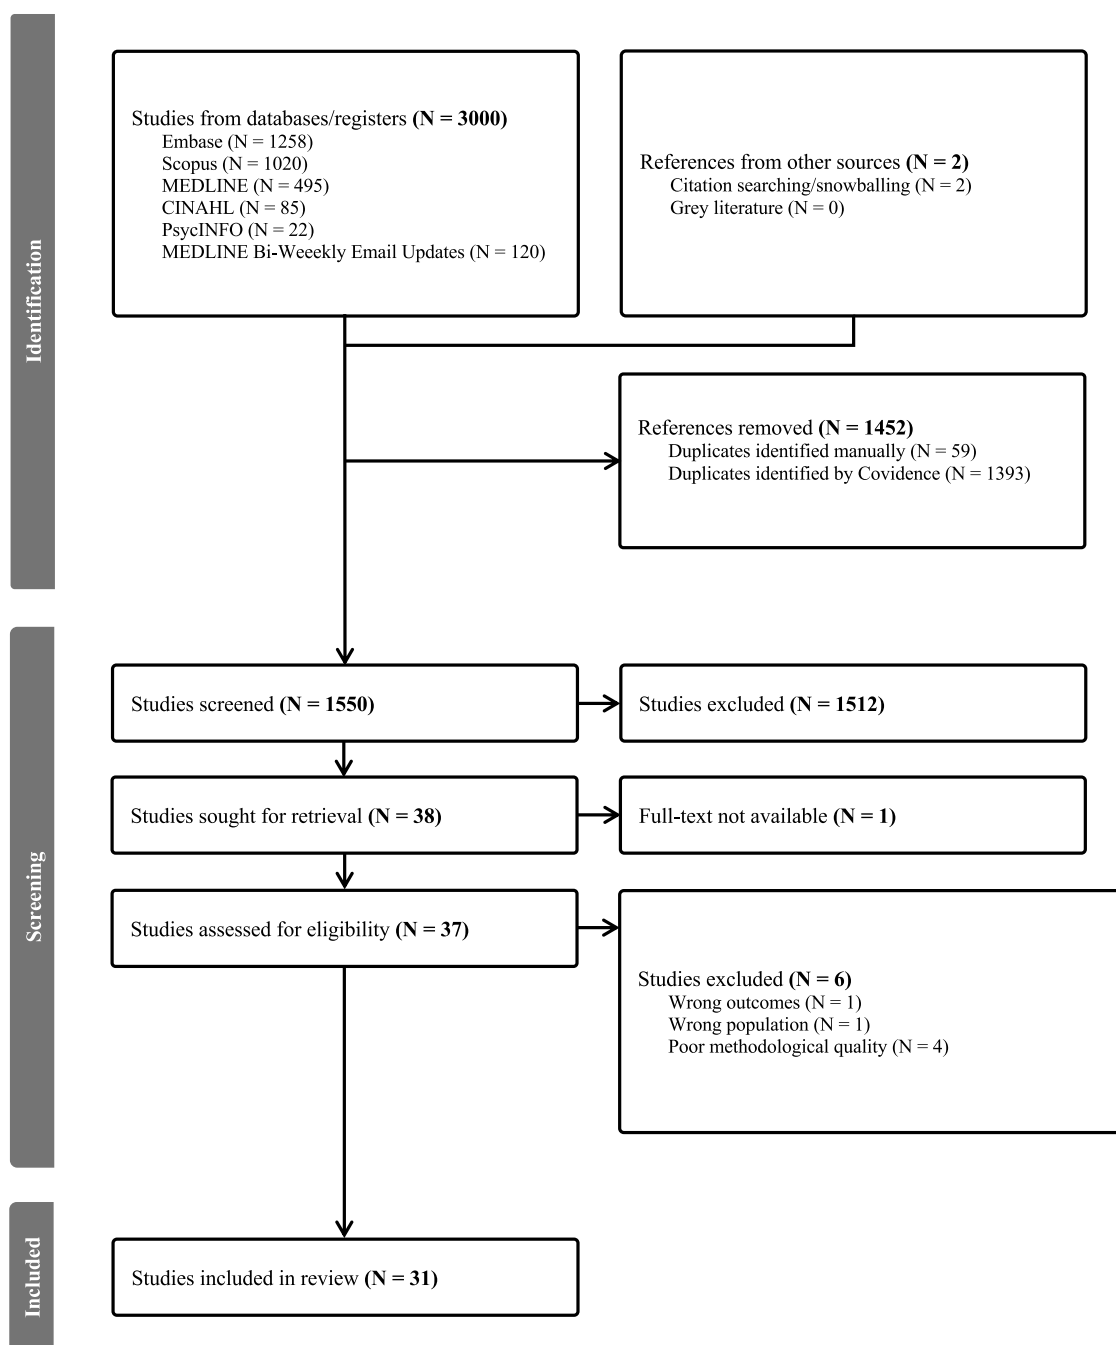 Identification
Studies from databases/registers (N = 3000)
Embase (N = 1258)
Scopus (N = 1020)
MEDLINE (N = 495)
CINAHL (N = 85)
PsycINFO (N = 22)
MEDLINE Bi-Weeekly Email Updates (N = 120)
References from other sources (N = 2)
Citation searching/snowballing (N = 2)
Grey literature (N = 0)
References removed (N = 1452)
Duplicates identified manually (N = 59)
Duplicates identified by Covidence (N = 1393)
Screening
Studies screened (N = 1550)
Studies excluded (N = 1512)
Studies sought for retrieval (N = 38)
Full-text not available (N = 1)
Studies assessed for eligibility (N = 37)
Studies excluded (N = 6)
Wrong outcomes (N = 1)
Wrong population (N = 1)
Poor methodological quality (N = 4)
Included
Studies included in review (N = 31)